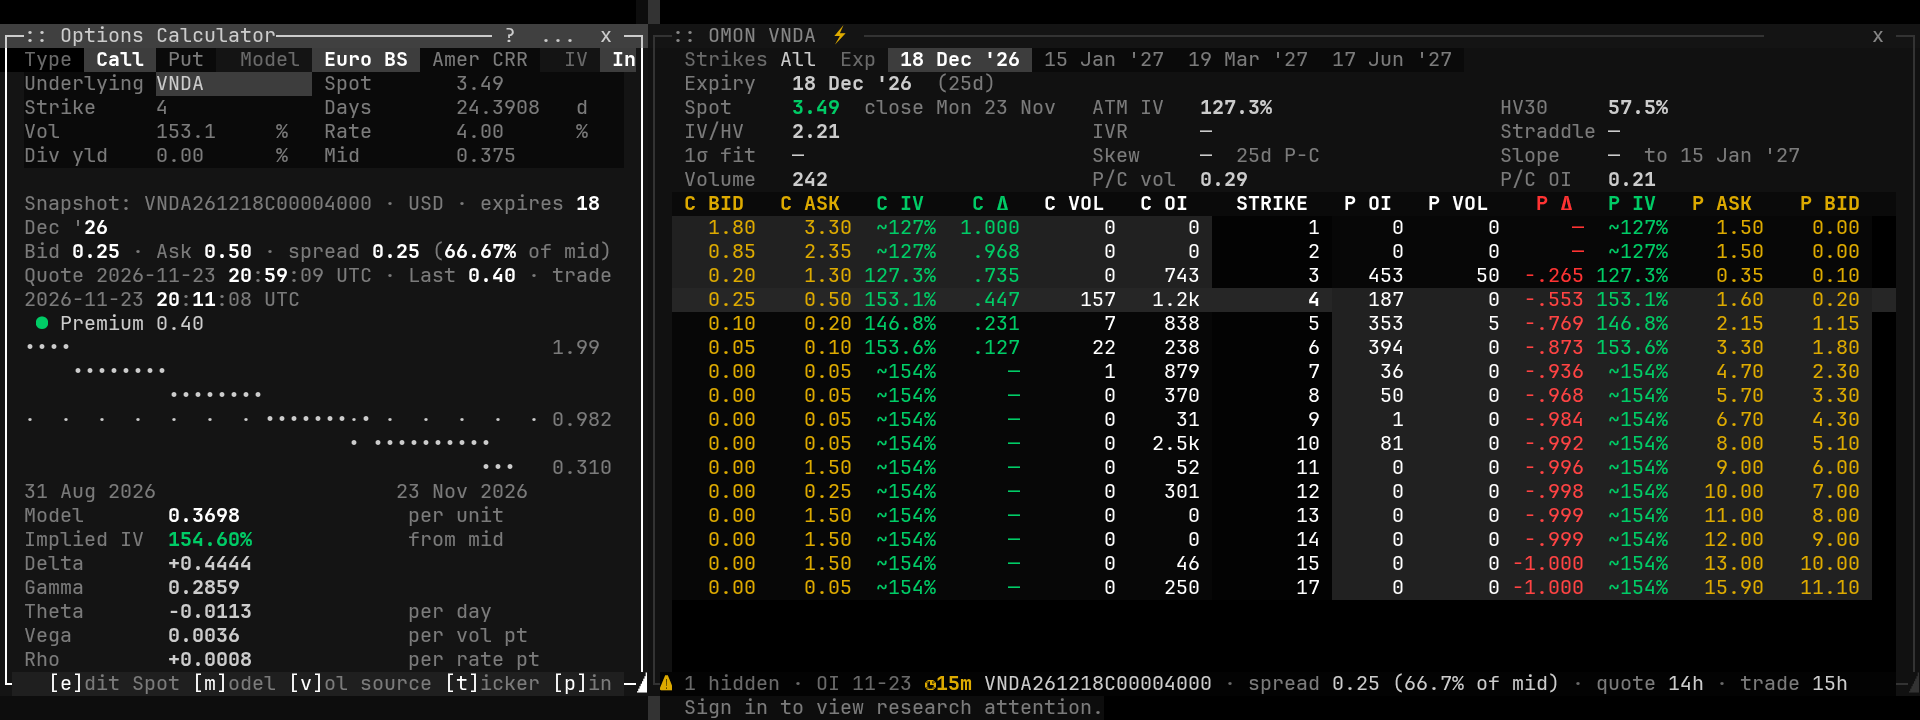 :: Options Calculator ? ... x
Type Call Put Model Euro BS Amer CRR IV In
Underlying VNDA Spot 3.49
Strike 4 Days 24.3908 d
Vol 153.1 % Rate 4.00 %
Div yld 0.00 % Mid 0.375
Snapshot: VNDA261218C00004000 · USD · expires 18
Dec '26
Bid 0.25 · Ask 0.50 · spread 0.25 (66.67% of mid)
Quote 2026-11-23 20:59:09 UTC · Last 0.40 · trade
2026-11-23 20:11:08 UTC
● Premium 0.40
1.99
0.982
0.310
31 Aug 2026 23 Nov 2026
Model 0.3698 per unit
Implied IV 154.60% from mid
Delta +0.4444
Gamma 0.2859
Theta -0.0113 per day
Vega 0.0036 per vol pt
Rho +0.0008 per rate pt
[e]dit Spot [m]odel [v]ol source [t]icker [p]in
:: OMON VNDA ⚡ x
Strikes All Exp 18 Dec '26 15 Jan '27 19 Mar '27 17 Jun '27
Expiry 18 Dec '26 (25d)
Spot 3.49 close Mon 23 Nov ATM IV 127.3% HV30 57.5%
IV/HV 2.21 IVR — Straddle —
1σ fit — Skew — 25d P-C Slope — to 15 Jan '27
Volume 242 P/C vol 0.29 P/C OI 0.21
C BID C ASK C IV C Δ C VOL C OI STRIKE P OI P VOL P Δ P IV P ASK P BID
1.80 3.30 ~127% 1.000 0 0 1 0 0 — ~127% 1.50 0.00
0.85 2.35 ~127% .968 0 0 2 0 0 — ~127% 1.50 0.00
0.20 1.30 127.3% .735 0 743 3 453 50 -.265 127.3% 0.35 0.10
0.25 0.50 153.1% .447 157 1.2k 4 187 0 -.553 153.1% 1.60 0.20
0.10 0.20 146.8% .231 7 838 5 353 5 -.769 146.8% 2.15 1.15
0.05 0.10 153.6% .127 22 238 6 394 0 -.873 153.6% 3.30 1.80
0.00 0.05 ~154% — 1 879 7 36 0 -.936 ~154% 4.70 2.30
0.00 0.05 ~154% — 0 370 8 50 0 -.968 ~154% 5.70 3.30
0.00 0.05 ~154% — 0 31 9 1 0 -.984 ~154% 6.70 4.30
0.00 0.05 ~154% — 0 2.5k 10 81 0 -.992 ~154% 8.00 5.10
0.00 1.50 ~154% — 0 52 11 0 0 -.996 ~154% 9.00 6.00
0.00 0.25 ~154% — 0 301 12 0 0 -.998 ~154% 10.00 7.00
0.00 1.50 ~154% — 0 0 13 0 0 -.999 ~154% 11.00 8.00
0.00 1.50 ~154% — 0 0 14 0 0 -.999 ~154% 12.00 9.00
0.00 1.50 ~154% — 0 46 15 0 0 -1.000 ~154% 13.00 10.00
0.00 0.05 ~154% — 0 250 17 0 0 -1.000 ~154% 15.90 11.10
⚠ 1 hidden · OI 11-23 ◔15m VNDA261218C00004000 · spread 0.25 (66.7% of mid) · quote 14h · trade 15h
Sign in to view research attention.